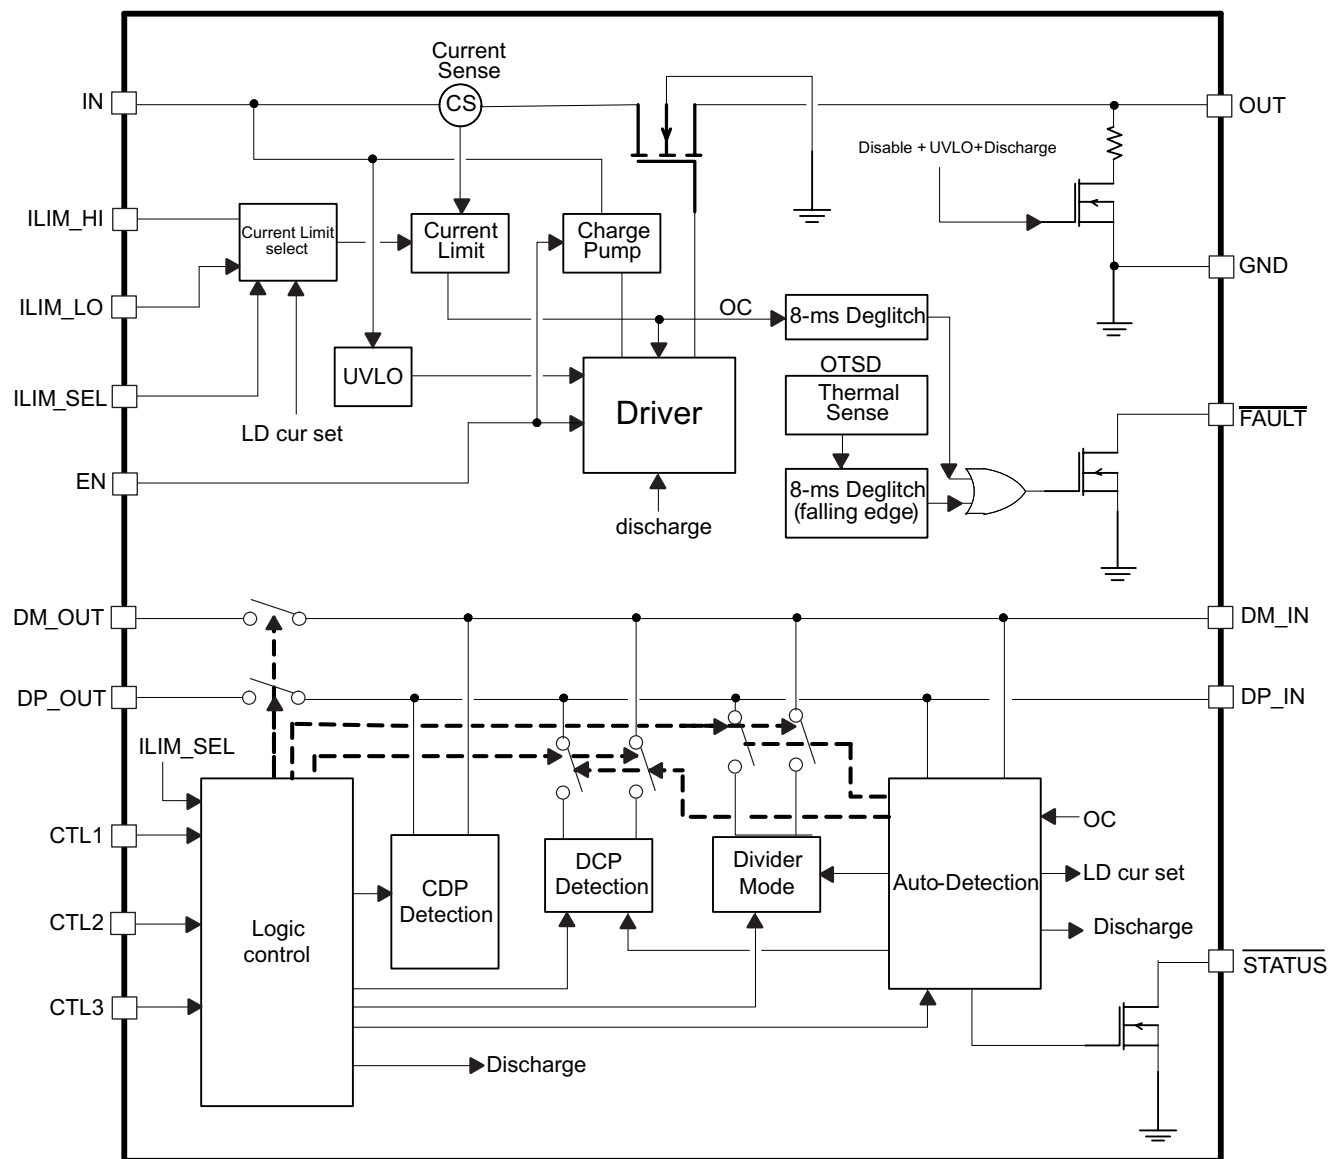 Current
Sense
IN
CS
OUT
Disable + UVLO+Discharge
ILIM_HI
Current Limit
select
Current
Limit
Charge
Pump
GND
ILIM_LO
OC
8-ms Deglitch
UVLO
OTSD
Thermal
Sense
Driver
ILIM_SEL
LD cur set
FAULT
EN
8-ms Deglitch
(falling edge)
discharge
DM_OUT
DM_IN
DP_OUT
DP_IN
ILIM_SEL
CTL1
OC
CDP
Detection
DCP
Detection
Divider
Mode
Auto-Detection
LD cur set
CTL2
Logic
control
Discharge
STATUS
CTL3
Discharge